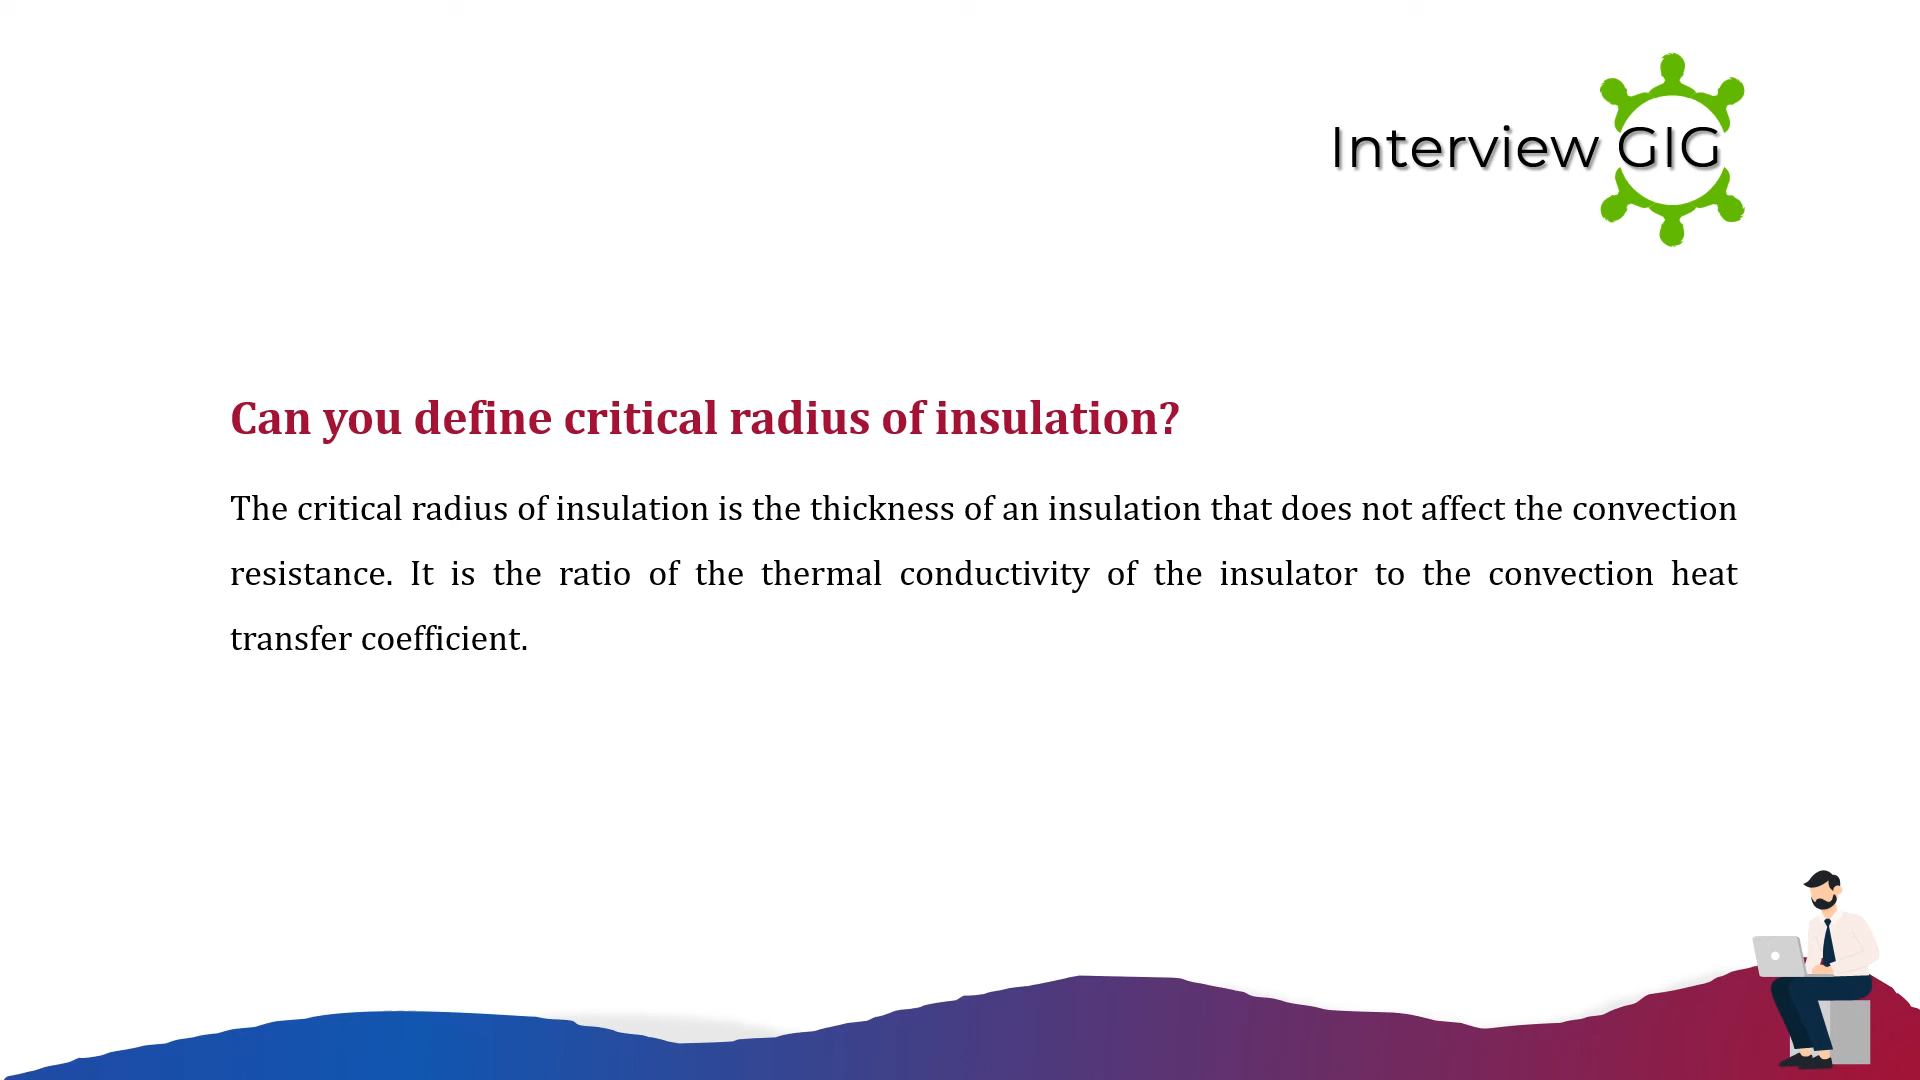 Interview GIG
Can you define critical radius of insulation?
The critical radius of insulation is the thickness of an insulation that does not affect the convection
resistance. It is the ratio of the thermal conductivity of the insulator to the convection heat
transfer coefficient.